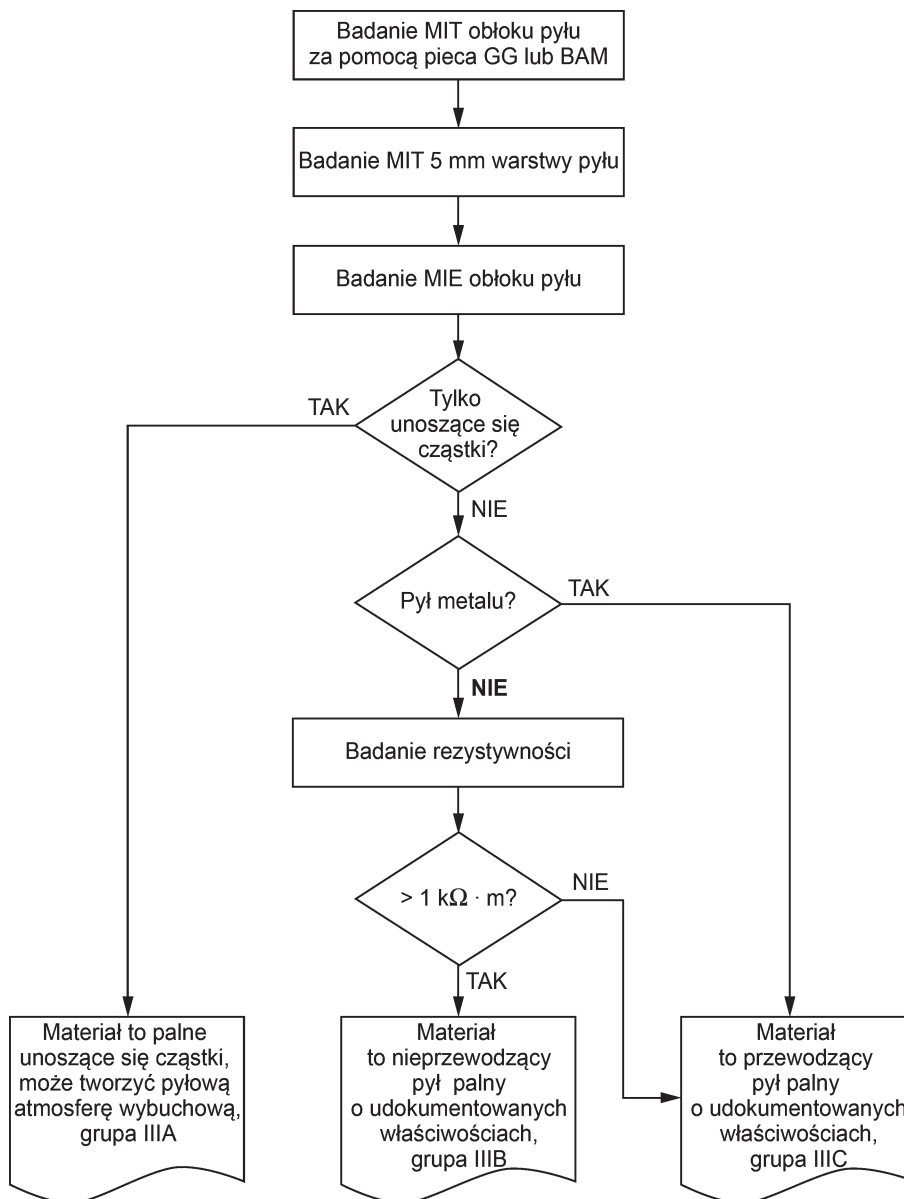 Badanie MIT obłoku pyłu
za pomocą pieca GG lub BAM
Badanie MIT 5 mm warstwy pyłu
Badanie MIE obłoku pyłu
Tylko
unoszące się
cząstki?
TAK
NIE
Pył metalu?
TAK
NIE
Badanie rezystywności
> 1 kΩ · m?
NIE
TAK
Materiał to palne
unoszące się cząstki,
może tworzyć pyłową
atmosferę wybuchową,
grupa IIIA
Materiał
to nieprzewodzący
pył palny
o udokumentowanych
właściwościach,
grupa IIIB
Materiał
to przewodzący
pył palny
o udokumentowanych
właściwościach,
grupa IIIC